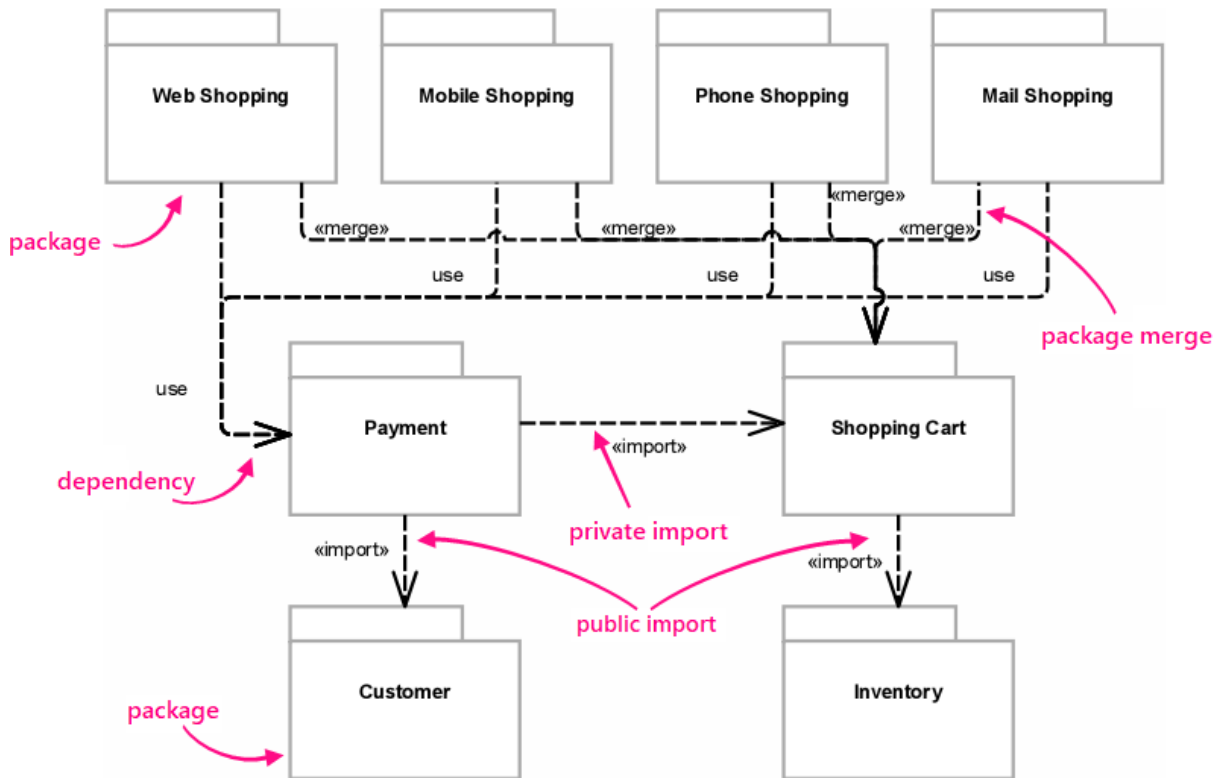 Web Shopping
Mobile Shopping
Phone Shopping
Mail Shopping
«merge»
package
«merge»
«merge»
«merge»
use
use
use
package merge
use
Payment
Shopping Cart
«import»
dependency
private import
«import»
«import»
public import
Customer
Inventory
package